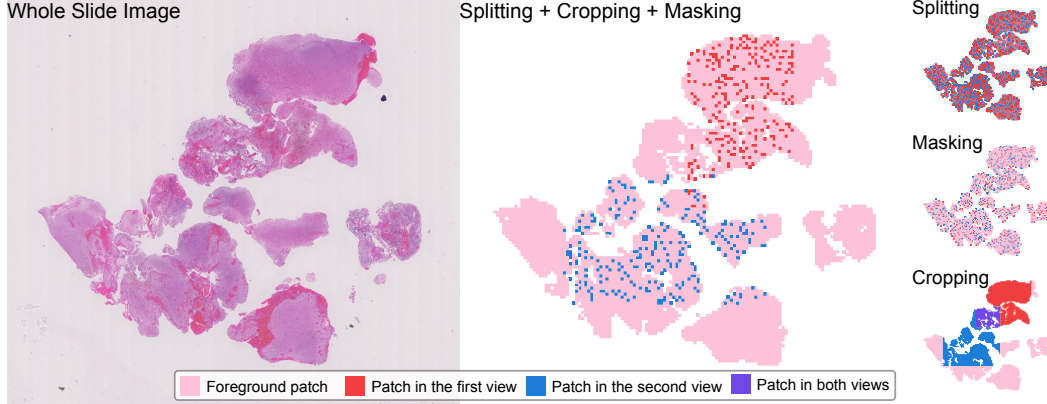 Whole Slide Image
Splitting + Cropping + Masking
Splitting
Masking
Cropping
Foreground patch
Patch in the first view
Patch in the second view
Patch in both views